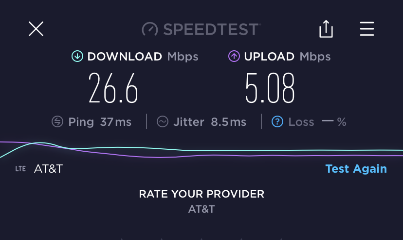 SPEEDTEST
DOWNLOAD Mbps UPLOAD Mbps
26.6 5.08
Ping 37ms Jitter 8.5ms Loss — %
LTE AT&T Test Again
RATE YOUR PROVIDER
AT&T